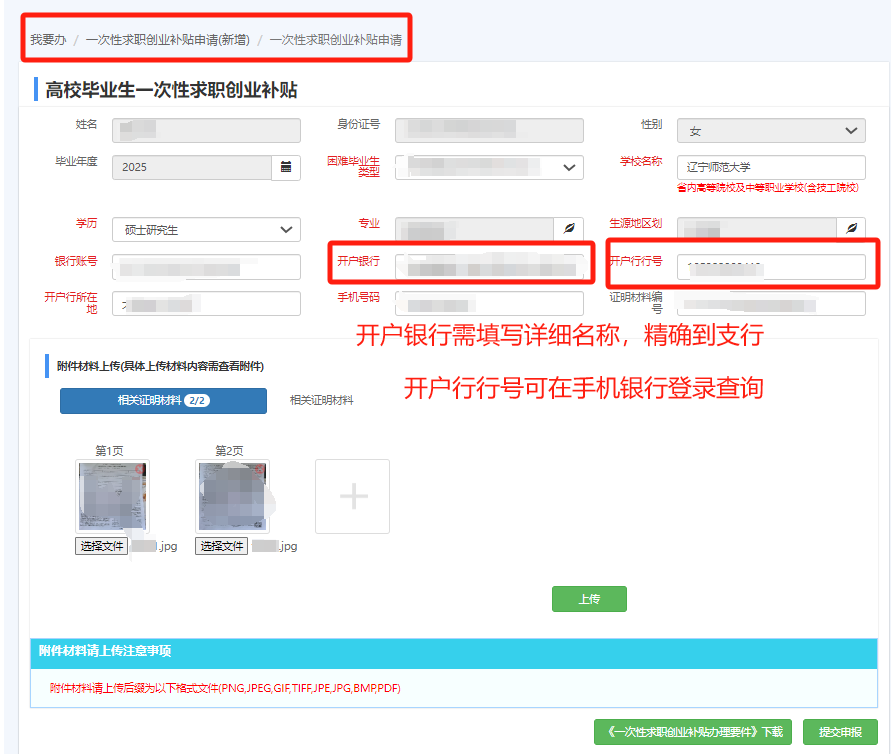 我要办 / 一次性求职创业补贴申请(新增) / 一次性求职创业补贴申请
高校毕业生一次性求职创业补贴
姓名 身份证号 性别 女
毕业年度 2025 困难毕业生类型 学校名称 辽宁师范大学
省内高等院校及中等职业学校(含技工院校)
学历 硕士研究生 专业 生源地区划
银行账号 开户银行 开户行行号
开户行所在地 手机号码 证明材料编号
开户银行需填写详细名称，精确到支行
附件材料上传(具体上传材料内容需查看附件)
开户行行号可在手机银行登录查询
相关证明材料 2/2 相关证明材料
第1页 第2页
选择文件 .jpg 选择文件 .jpg
上传
附件材料请上传注意事项
附件材料请上传后缀为以下格式文件(PNG,JPEG,GIF,TIFF,JPE,JPG,BMP,PDF)
《一次性求职创业补贴办理要件》下载 提交申报